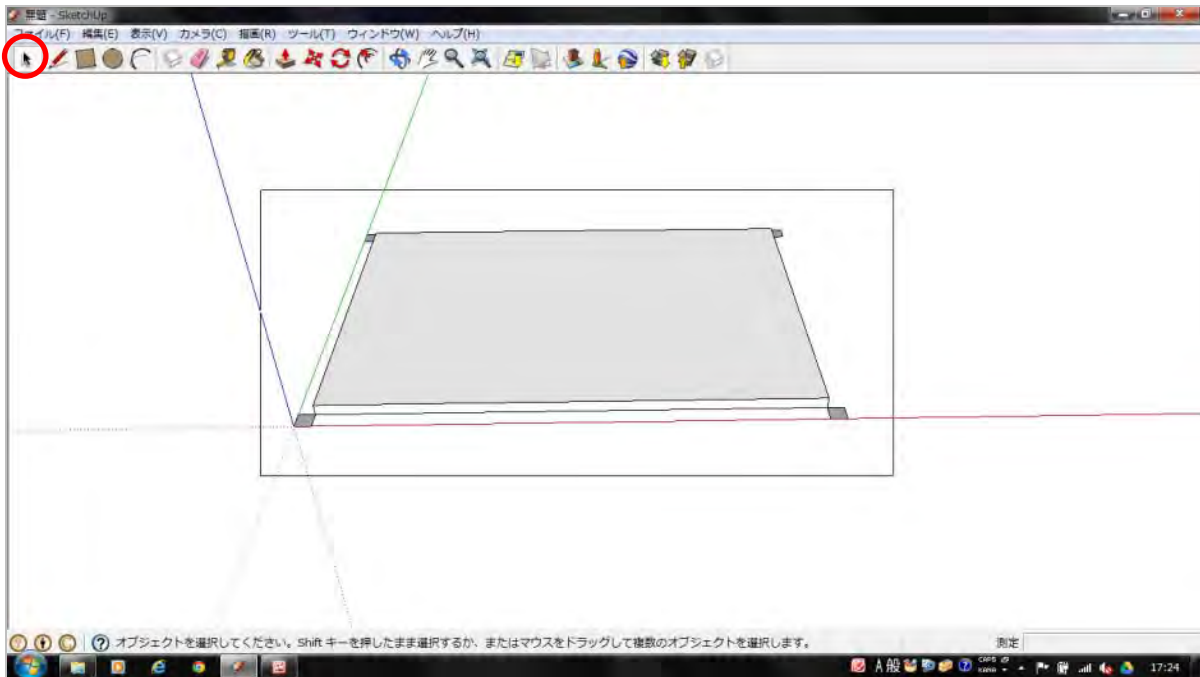 無題 - SketchUp
ファイル(F) 編集(E) 表示(V) カメラ(C) 描画(R) ツール(T) ウィンドウ(W) ヘルプ(H)
オブジェクトを選択してください。Shift キーを押したまま選択するか、またはマウスをドラッグして複数のオブジェクトを選択します。 測定
A 般 CAPS KANA 17:24